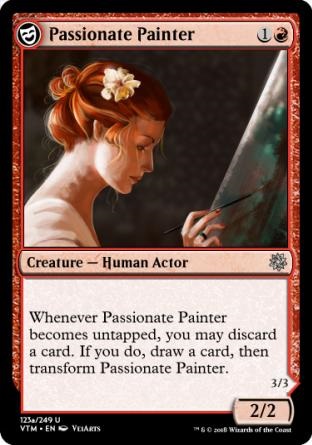 Passionate Painter 1
Creature — Human Actor
Whenever Passionate Painter
becomes untapped, you may discard
a card. If you do, draw a card, then
transform Passionate Painter.
3/3
2/2
123a/249 U
VTM • EN VEIARTS
™ & © 2018 Wizards of the Coast